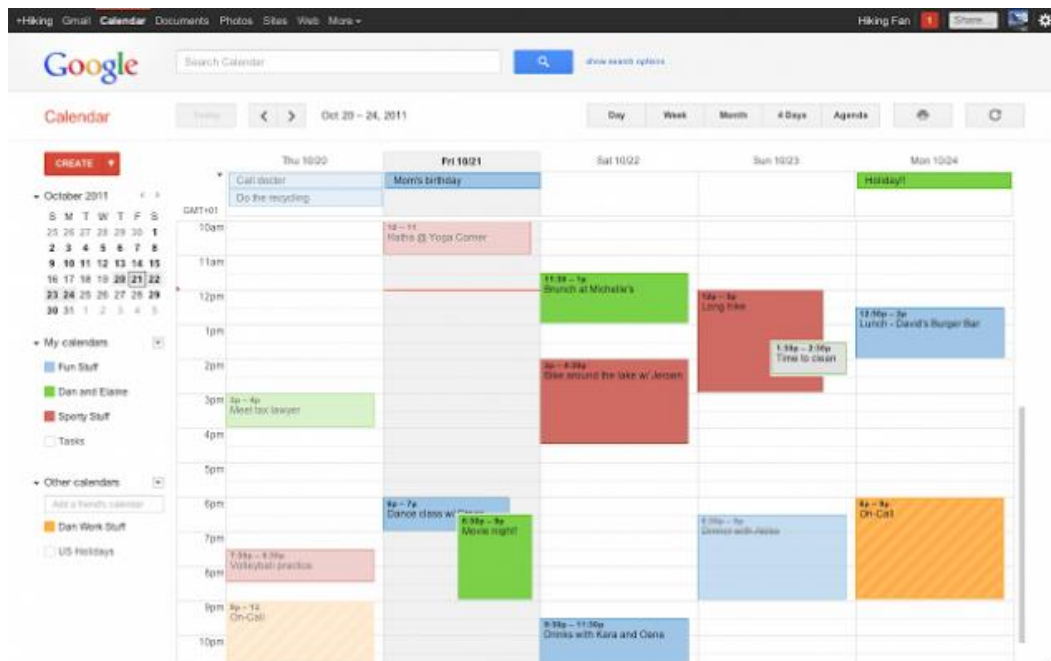 +Hiking Gmail Calendar Documents Photos Sites Web More
Hiking Fan 1 Share...
Google
Search Calendar
show search options
Calendar
Today
Oct 20 – 24, 2011
Day Week Month 4 Days Agenda
CREATE
October 2011
S M T W T F S
25 26 27 28 29 30 1
2 3 4 5 6 7 8
9 10 11 12 13 14 15
16 17 18 19 20 21 22
23 24 25 26 27 28 29
30 31 1 2 3 4 5
My calendars
Fun Stuff
Dan and Elaine
Sporty Stuff
Tasks
Other calendars
Add a friend's calendar
Dan Work Stuff
US Holidays
Thu 10/20 Fri 10/21 Sat 10/22 Sun 10/23 Mon 10/24
Call doctor
Do the recycling
Mom's birthday
Holiday!!
GMT+01
10am
11am
12pm
1pm
2pm
3pm
4pm
5pm
6pm
7pm
8pm
9pm
10pm
3p – 4p
Meet tax lawyer
7:30p – 8:30p
Volleyball practice
9p – 12
On-Call
10 – 11
Hatha @ Yoga Corner
6p – 7p
Dance class w/
6:30p – 9p
Movie night!
11:30 – 1p
Brunch at Michelle's
2p – 4:30p
Bike around the lake w/ Jeroen
9:30p – 11:30p
Drinks with Kara and Oana
12p – 3p
Long hike
1:30p – 2:30p
Time to clean
6:30p – 9p
Dinner with
12:30p – 2p
Lunch - David's Burger Bar
6p – 9p
On-Call